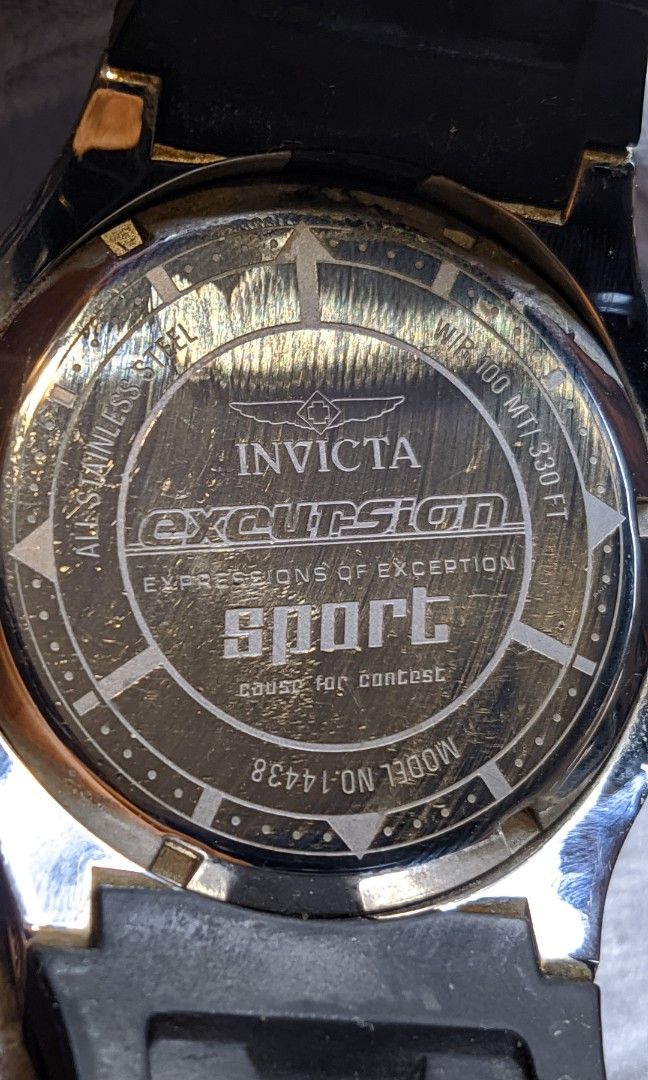 ALL STAINLESS STEEL
W/R 100 MT/ 330 FT
INVICTA
excursion
EXPRESSIONS OF EXCEPTION
sport
cause for contest
MODEL NO.14438